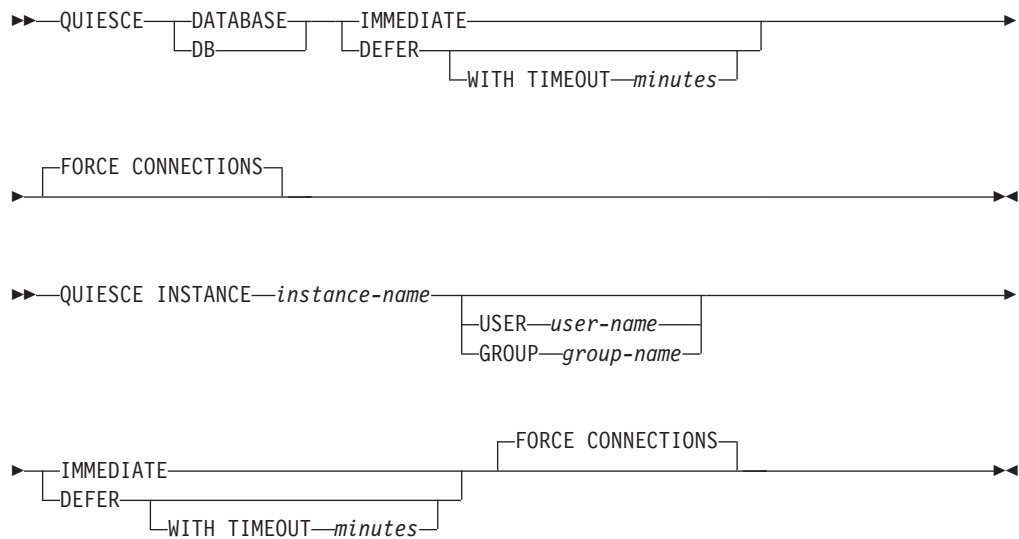 QUIESCE DATABASE IMMEDIATE
DB DEFER
WITH TIMEOUT minutes
FORCE CONNECTIONS
QUIESCE INSTANCE instance-name
USER user-name
GROUP group-name
FORCE CONNECTIONS
IMMEDIATE
DEFER
WITH TIMEOUT minutes